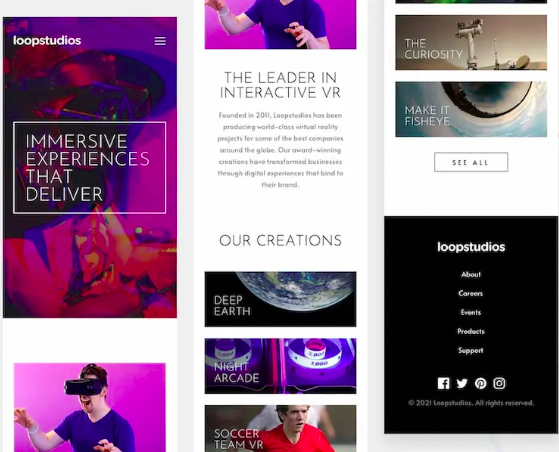 loopstudios
IMMERSIVE
EXPERIENCES
THAT
DELIVER
THE LEADER IN
INTERACTIVE VR
Founded in 2011, Loopstudios has been
producing world-class virtual reality
projects for some of the best companies
around the globe. Our award-winning
creations have transformed businesses
through digital experiences that bind to
their brand.
OUR CREATIONS
DEEP
EARTH
NIGHT
ARCADE
SOCCER
TEAM VR
THE
CURIOSITY
MAKE IT
FISHEYE
SEE ALL
loopstudios
About
Careers
Events
Products
Support
© 2021 Loopstudios. All rights reserved.